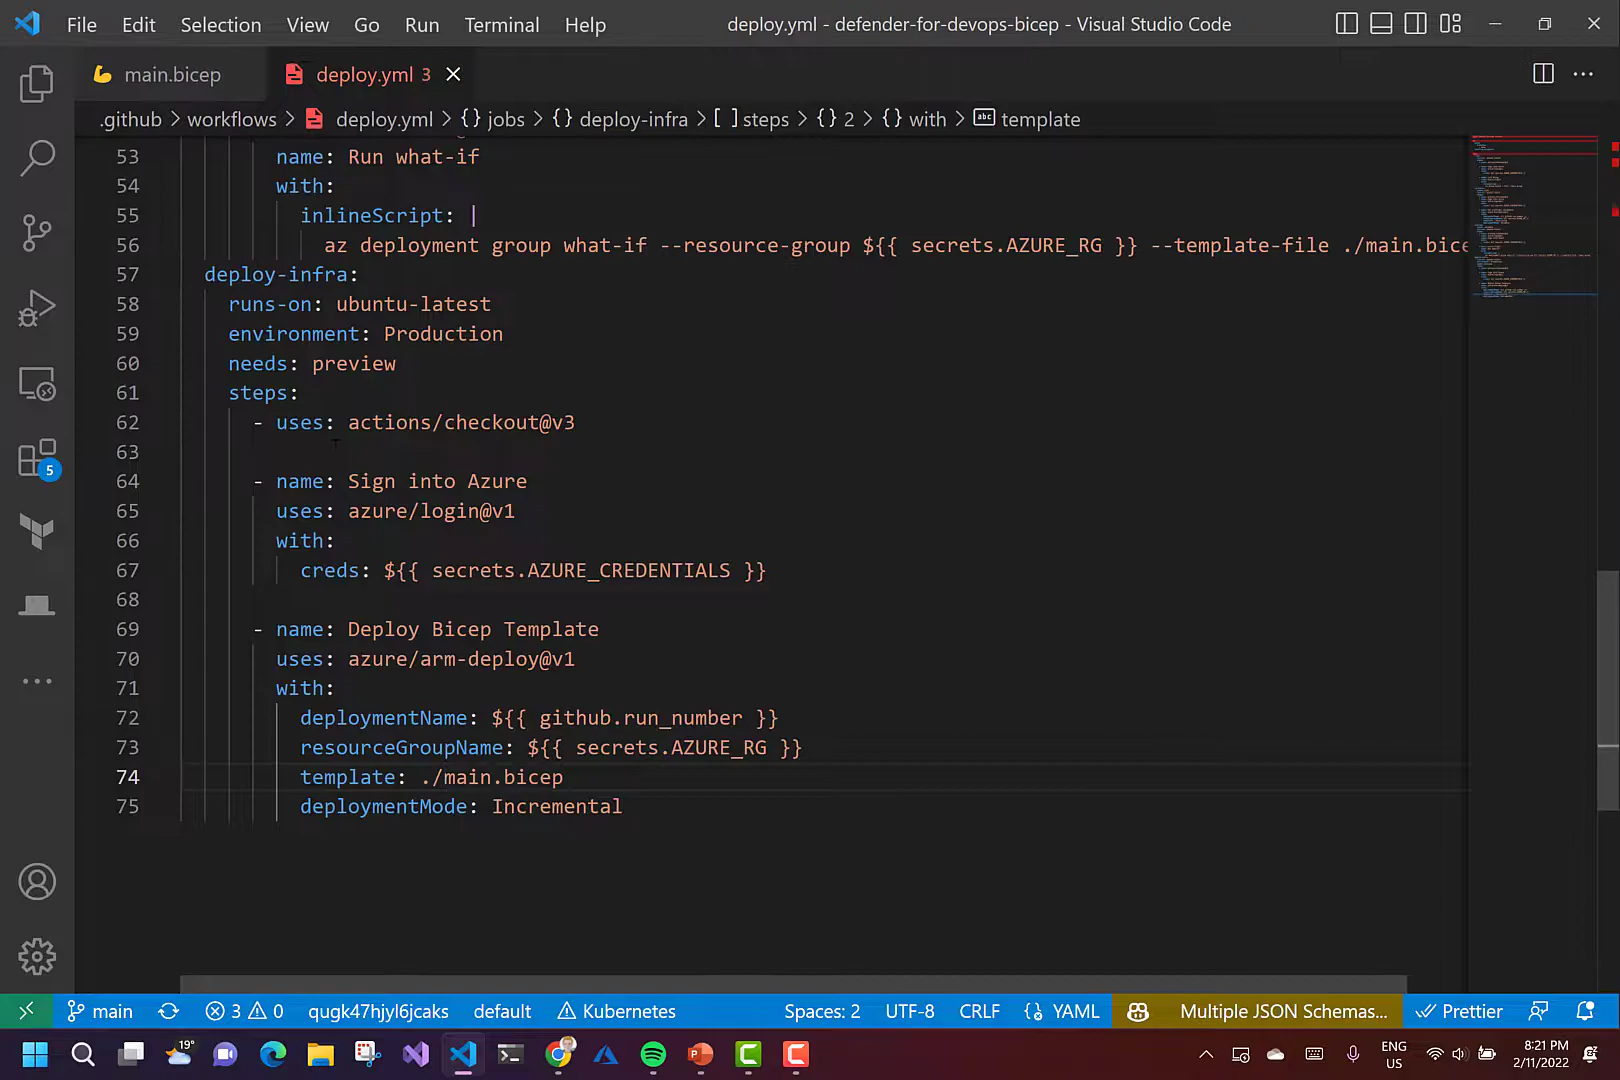 File Edit Selection View Go Run Terminal Help deploy.yml - defender-for-devops-bicep - Visual Studio Code
main.bicep deploy.yml 3
.github > workflows > deploy.yml > {} jobs > {} deploy-infra > [ ] steps > {} 2 > {} with > abc template
53 name: Run what-if
54 with:
55 inlineScript: |
56 az deployment group what-if --resource-group ${{ secrets.AZURE_RG }} --template-file ./main.bice
57 deploy-infra:
58 runs-on: ubuntu-latest
59 environment: Production
60 needs: preview
61 steps:
62 - uses: actions/checkout@v3
63
64 - name: Sign into Azure
65 uses: azure/login@v1
66 with:
67 creds: ${{ secrets.AZURE_CREDENTIALS }}
68
69 - name: Deploy Bicep Template
70 uses: azure/arm-deploy@v1
71 with:
72 deploymentName: ${{ github.run_number }}
73 resourceGroupName: ${{ secrets.AZURE_RG }}
74 template: ./main.bicep
75 deploymentMode: Incremental
5
main 3 0 qugk47hjyl6jcaks default Kubernetes Spaces: 2 UTF-8 CRLF {} YAML Multiple JSON Schemas... Prettier
19° ENG US 8:21 PM 2/11/2022